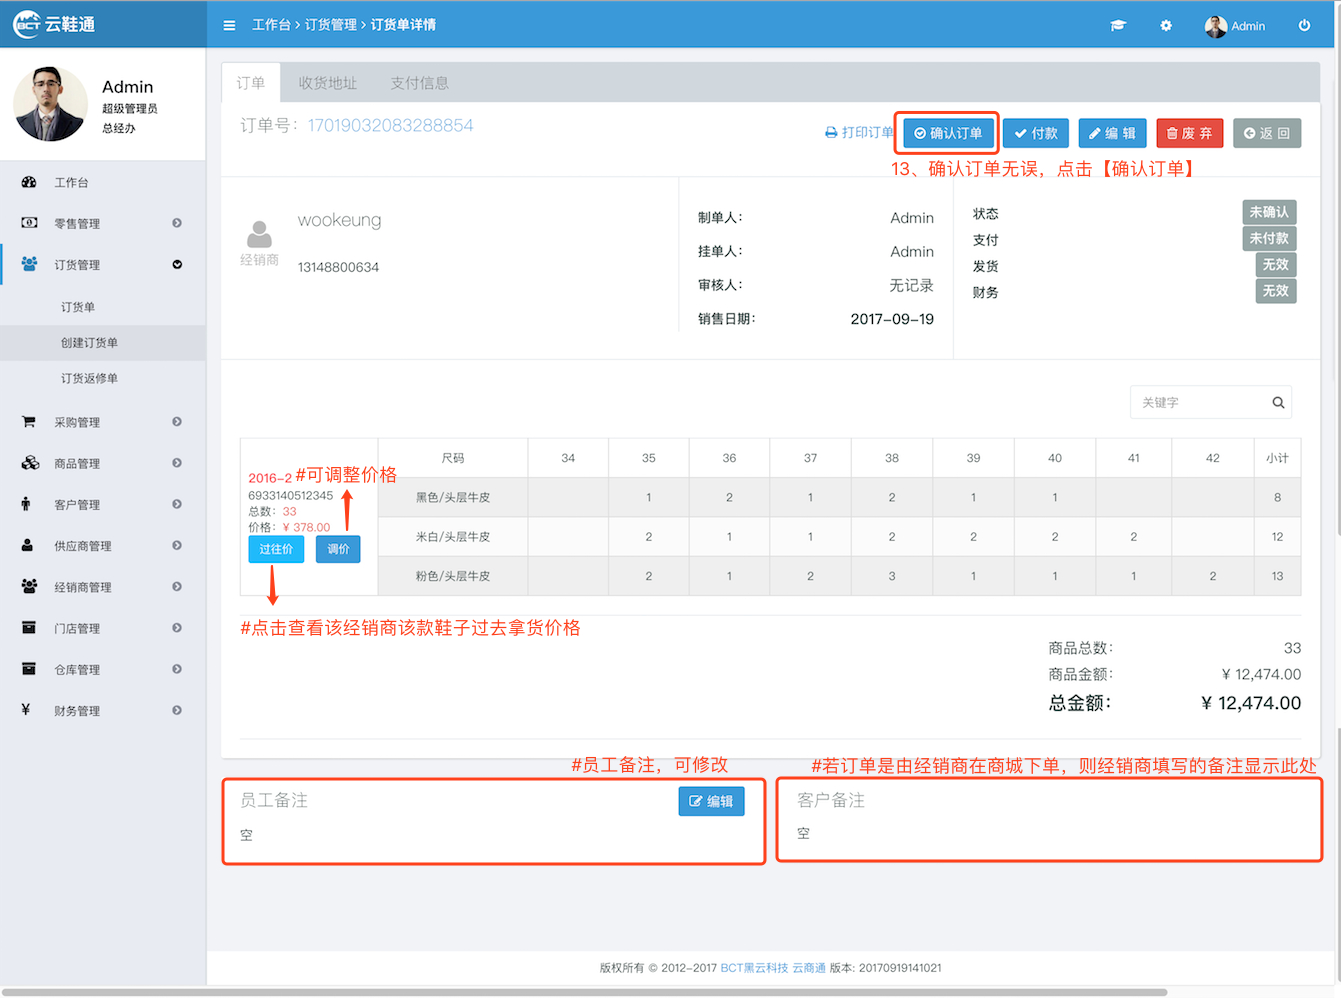 BCT 云鞋通
工作台 > 订货管理 > 订货单详情
Admin
Admin
超级管理员
总经办
工作台
零售管理
订货管理
订货单
创建订货单
订货返修单
采购管理
商品管理
客户管理
供应商管理
经销商管理
门店管理
仓库管理
¥ 财务管理
订单 收货地址 支付信息
订单号： 17019032083288854
打印订单 确认订单 付款 编 辑 废 弃 返 回
13、确认订单无误，点击【确认订单】
wookeung
经销商
13148800634
制单人： Admin
挂单人： Admin
审核人： 无记录
销售日期： 2017-09-19
状态 未确认
支付 未付款
发货 无效
财务 无效
关键字
2016-2 #可调整价格
6933140512345
总数： 33
价格： ¥ 378.00
过往价 调价
尺码 34 35 36 37 38 39 40 41 42 小计
黑色/头层牛皮 1 2 1 2 1 1 8
米白/头层牛皮 2 1 1 2 2 2 2 12
粉色/头层牛皮 2 1 2 3 1 1 1 2 13
#点击查看该经销商该款鞋子过去拿货价格
商品总数： 33
商品金额： ¥ 12,474.00
总金额： ¥ 12,474.00
#员工备注，可修改
#若订单是由经销商在商城下单，则经销商填写的备注显示此处
员工备注 编辑
空
客户备注
空
版权所有 © 2012-2017 BCT黑云科技 云商通 版本: 20170919141021